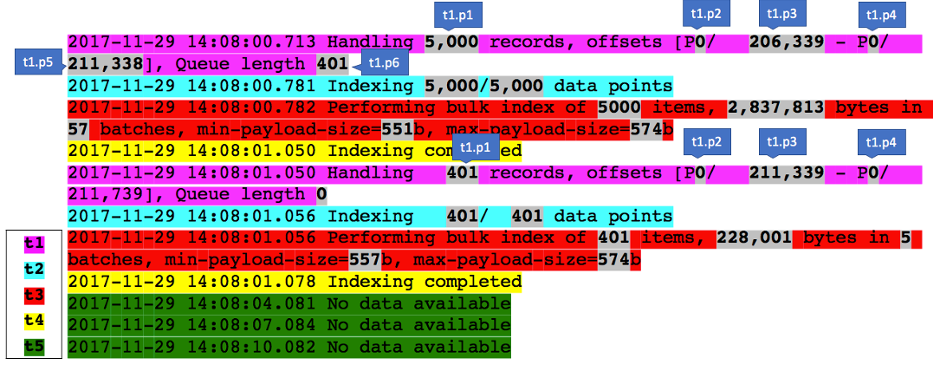 t1.p1 t1.p2 t1.p3 t1.p4
2017-11-29 14:08:00.713 Handling 5,000 records, offsets [P0/ 206,339 - P0/
t1.p5 211,338], Queue length 401 t1.p6
2017-11-29 14:08:00.781 Indexing 5,000/5,000 data points
2017-11-29 14:08:00.782 Performing bulk index of 5000 items, 2,837,813 bytes in
57 batches, min-payload-size=551b, max-payload-size=574b
t1.p1 t1.p2 t1.p3 t1.p4
2017-11-29 14:08:01.050 Indexing completed
2017-11-29 14:08:01.050 Handling 401 records, offsets [P0/ 211,339 - P0/
211,739], Queue length 0
2017-11-29 14:08:01.056 Indexing 401/ 401 data points
2017-11-29 14:08:01.056 Performing bulk index of 401 items, 228,001 bytes in 5
batches, min-payload-size=557b, max-payload-size=574b
2017-11-29 14:08:01.078 Indexing completed
2017-11-29 14:08:04.081 No data available
2017-11-29 14:08:07.084 No data available
2017-11-29 14:08:10.082 No data available
t1
t2
t3
t4
t5